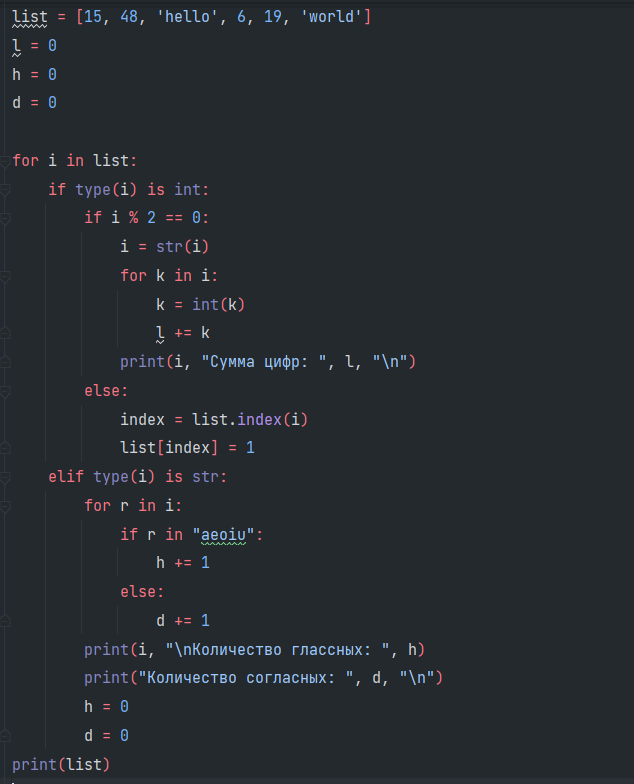 list = [15, 48, 'hello', 6, 19, 'world']
l = 0
h = 0
d = 0

for i in list:
    if type(i) is int:
        if i % 2 == 0:
            i = str(i)
            for k in i:
                k = int(k)
                l += k
            print(i, "Сумма цифр: ", l, "\n")
        else:
            index = list.index(i)
            list[index] = 1
    elif type(i) is str:
        for r in i:
            if r in "aeoiu":
                h += 1
            else:
                d += 1
        print(i, "\nКоличество глассных: ", h)
        print("Количество согласных: ", d, "\n")
        h = 0
        d = 0
print(list)